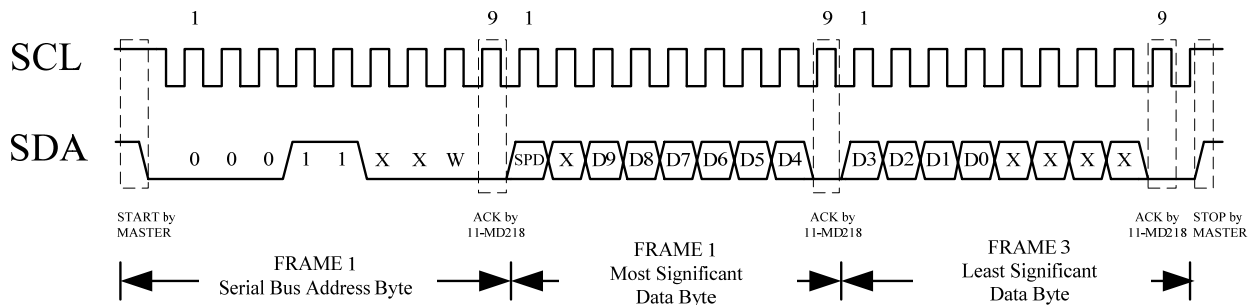 1 9 1 9 1 9
SCL
SDA
0 0 0 1 1 X X W SPD X D9 D8 D7 D6 D5 D4 D3 D2 D1 D0 X X X X
START by
MASTER
ACK by
11-MD218
ACK by
11-MD218
ACK by
11-MD218
STOP by
MASTER
FRAME 1
Serial Bus Address Byte
FRAME 1
Most Significant
Data Byte
FRAME 3
Least Significant
Data Byte